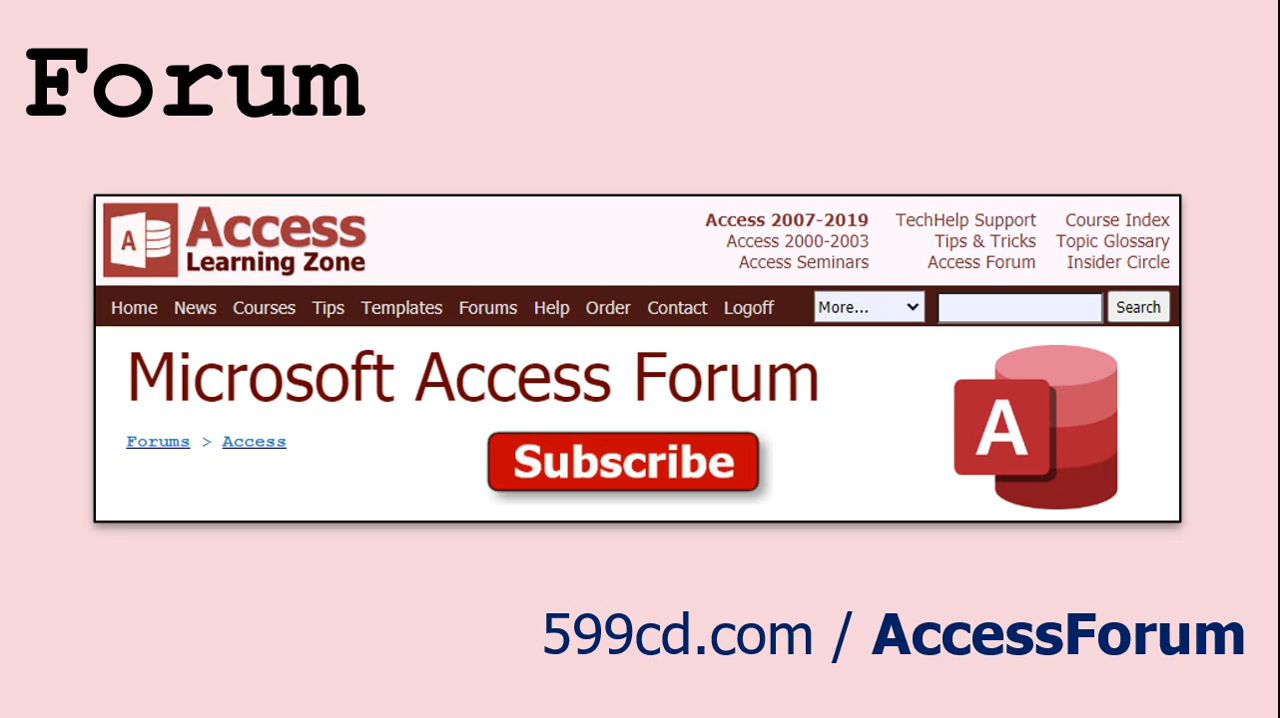 Forum
A Access
Learning Zone
Access 2007-2019 TechHelp Support Course Index
Access 2000-2003 Tips & Tricks Topic Glossary
Access Seminars Access Forum Insider Circle
Home News Courses Tips Templates Forums Help Order Contact Logoff More... Search
Microsoft Access Forum
Forums > Access
Subscribe
A
599cd.com / AccessForum